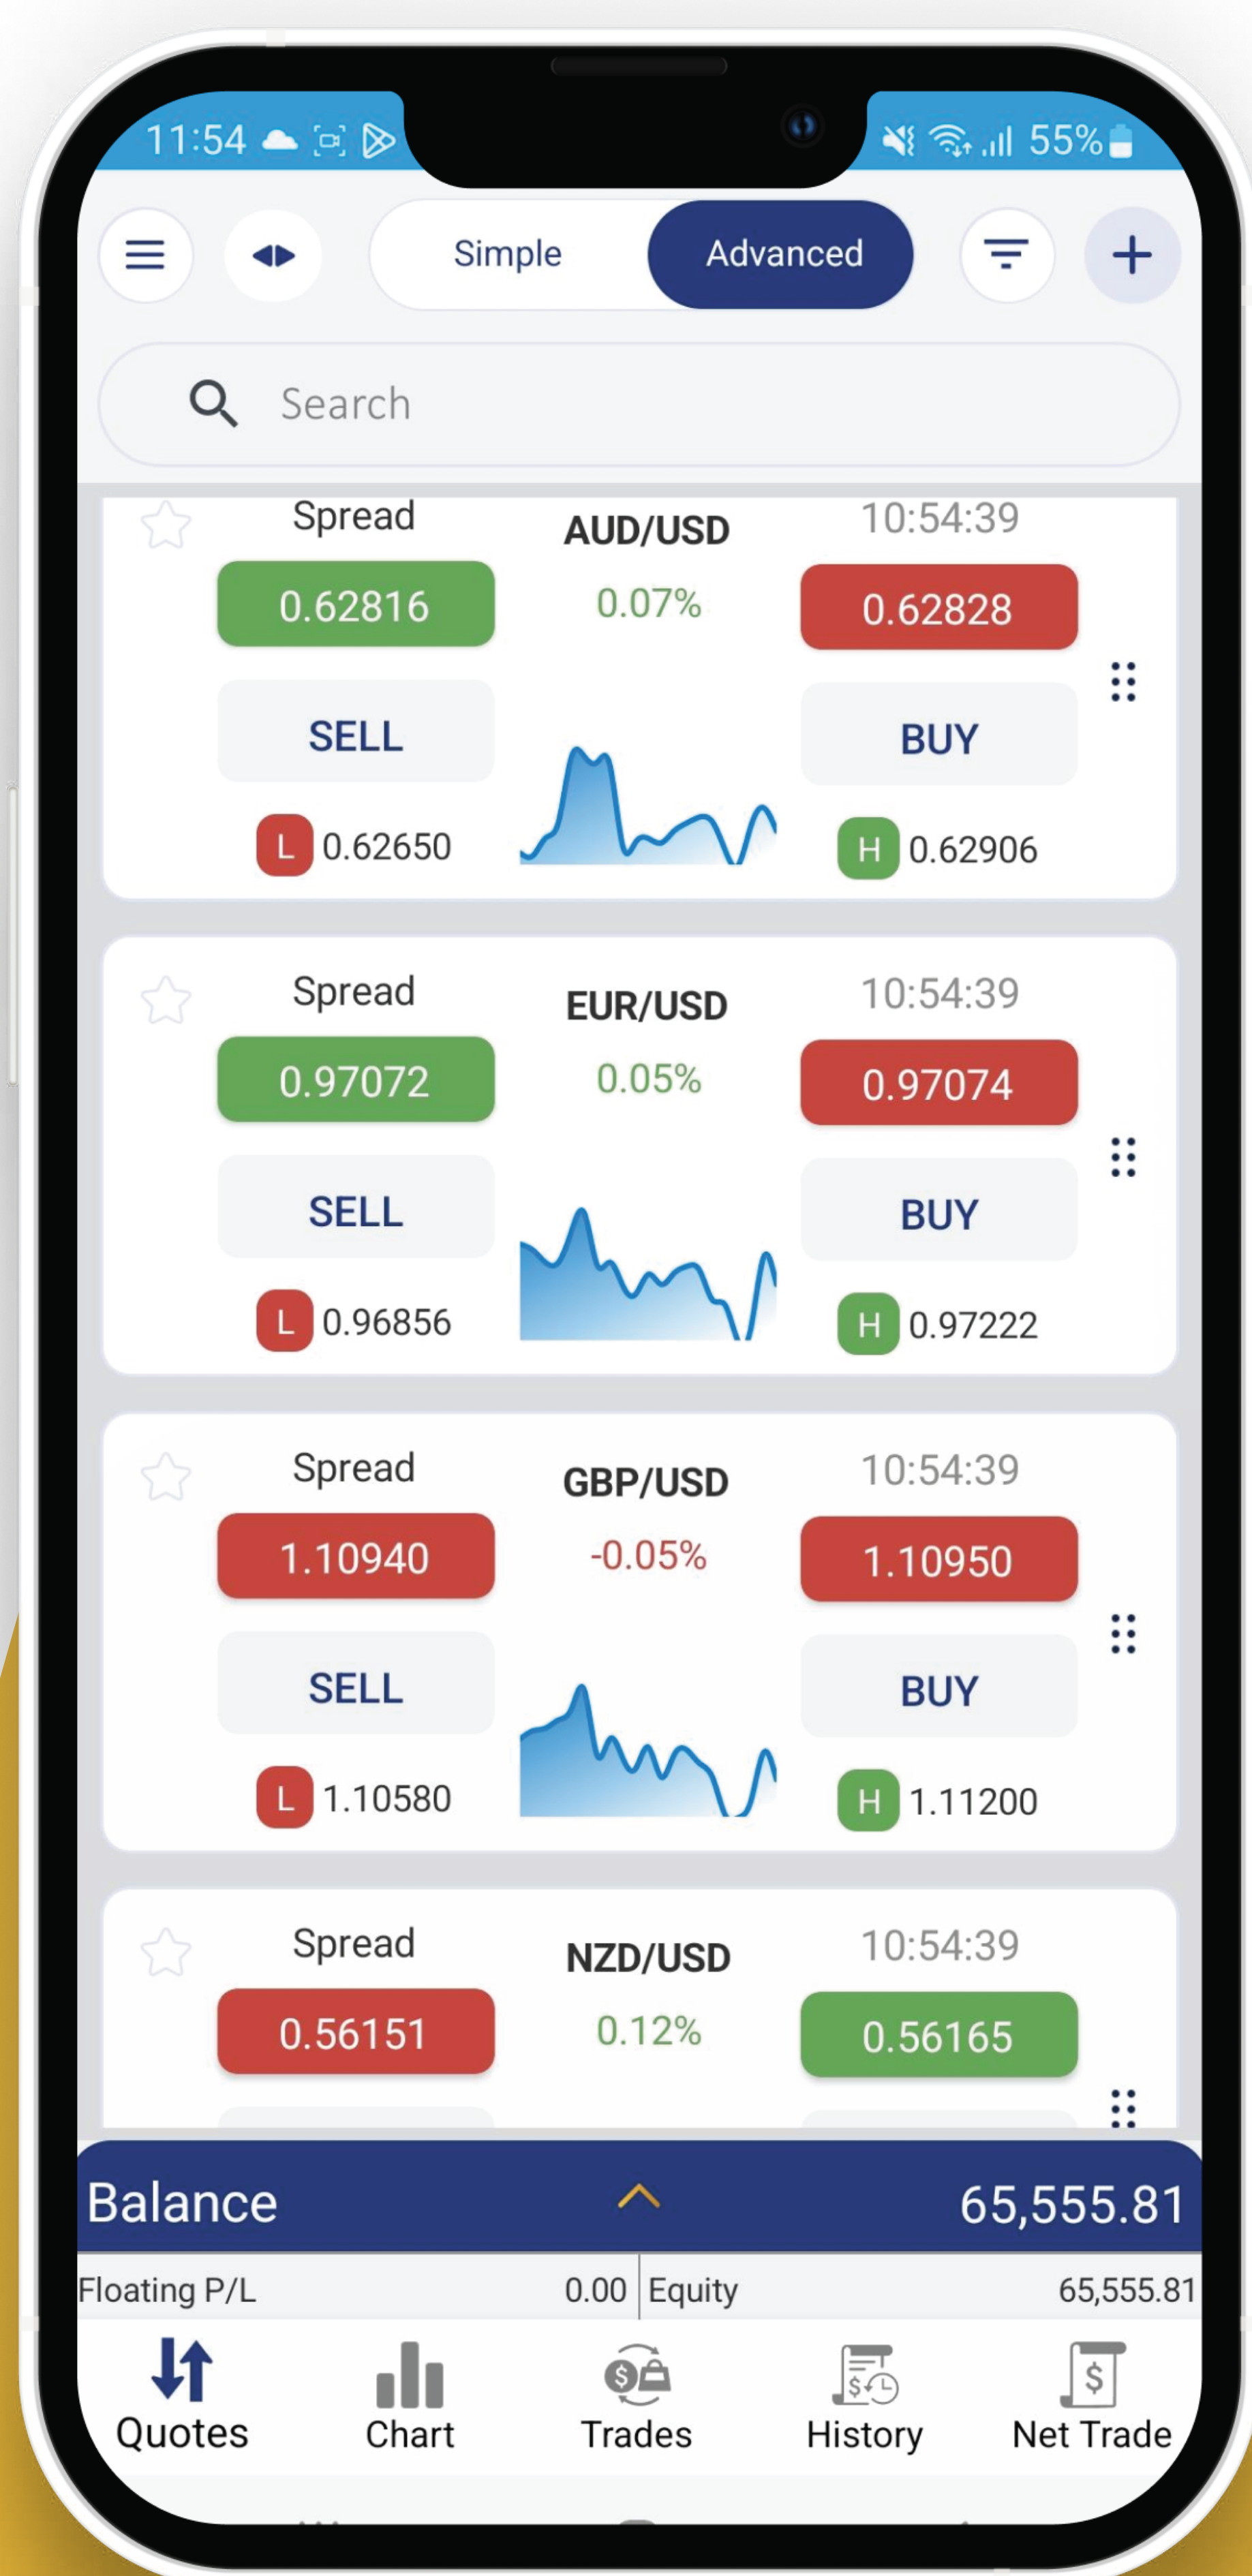 11:54 55%
Simple Advanced
Search
Spread AUD/USD 10:54:39
0.62816 0.07% 0.62828
SELL BUY
L 0.62650 H 0.62906
Spread EUR/USD 10:54:39
0.97072 0.05% 0.97074
SELL BUY
L 0.96856 H 0.97222
Spread GBP/USD 10:54:39
1.10940 -0.05% 1.10950
SELL BUY
L 1.10580 H 1.11200
Spread NZD/USD 10:54:39
0.56151 0.12% 0.56165
Balance 65,555.81
Floating P/L 0.00 Equity 65,555.81
Quotes Chart Trades History Net Trade